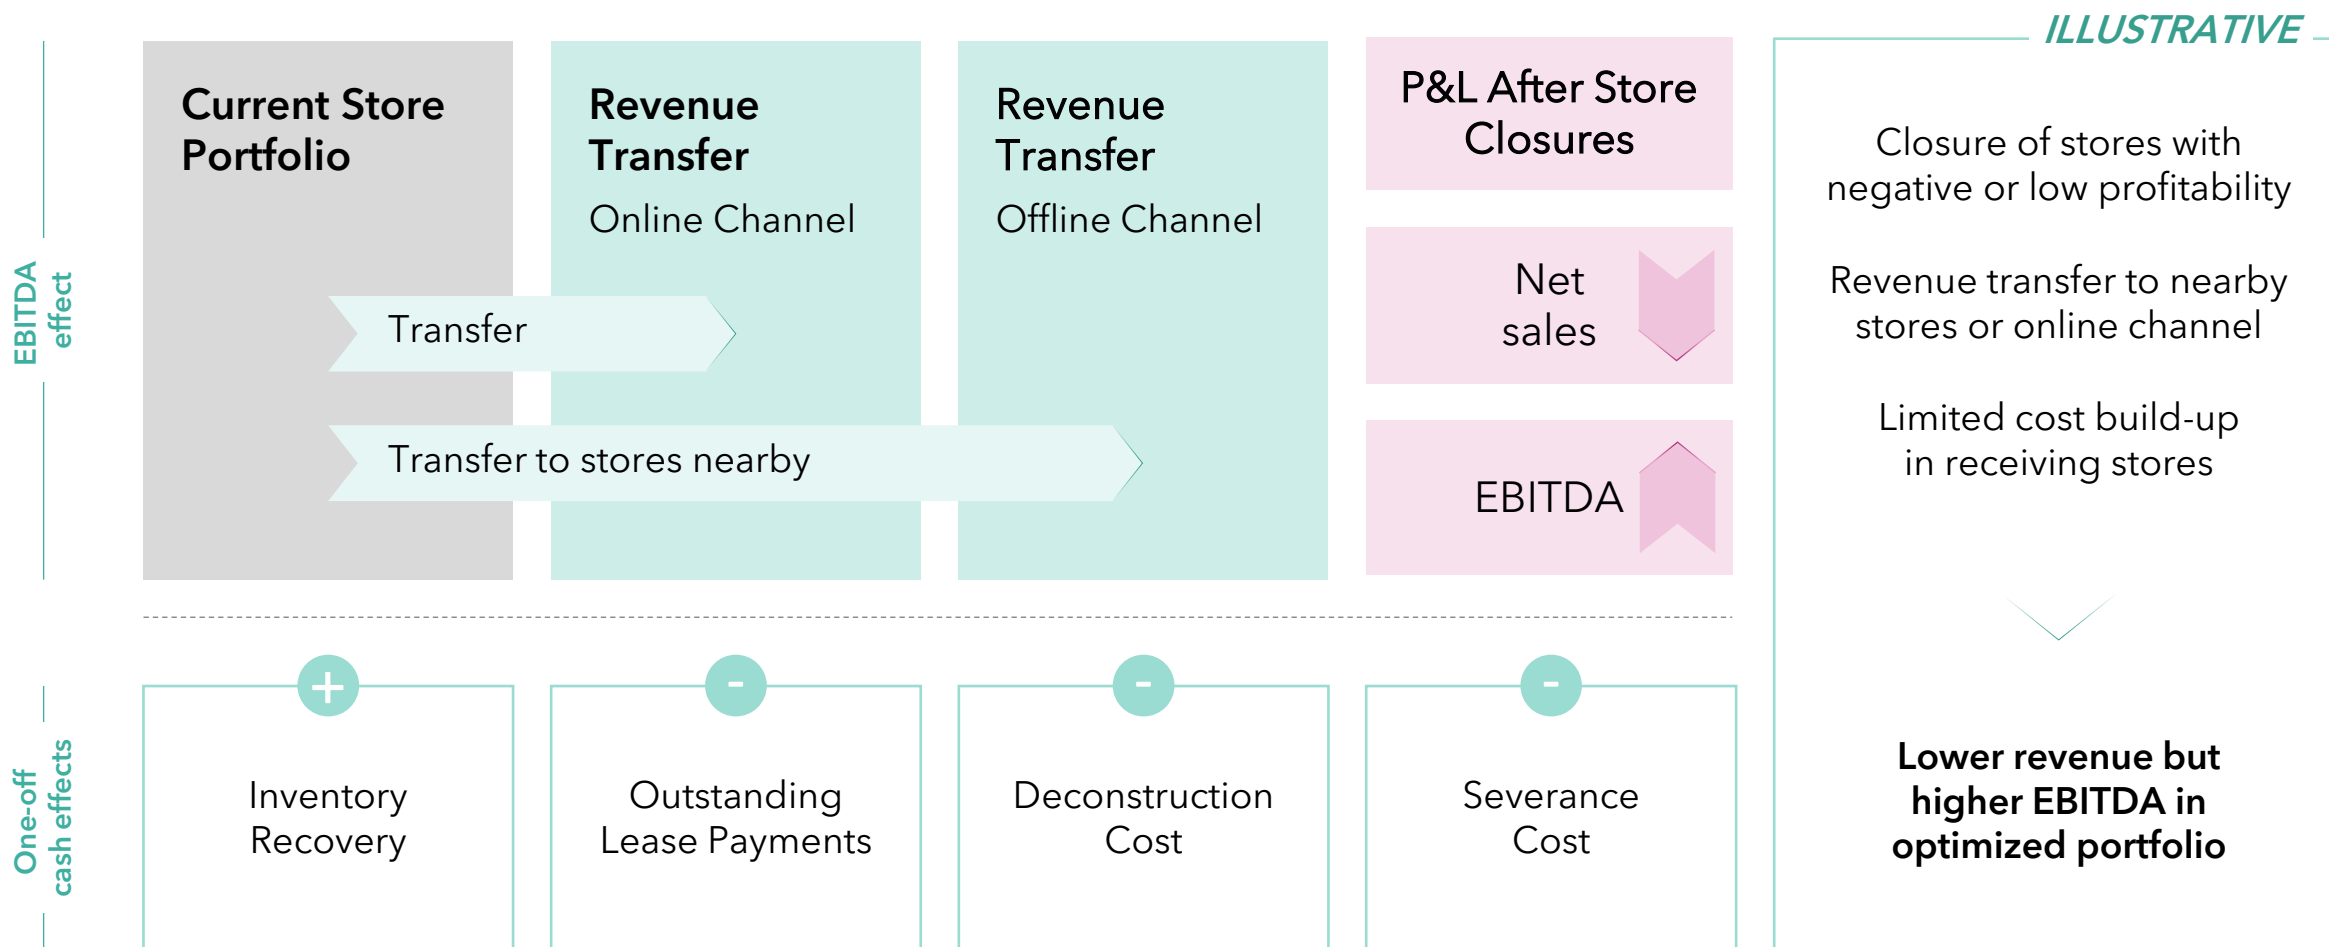 ILLUSTRATIVE
EBITDA
effect
Current Store
Portfolio
Revenue
Transfer
Online Channel
Revenue
Transfer
Offline Channel
Transfer
Transfer to stores nearby
P&L After Store
Closures
Net
sales
EBITDA
Closure of stores with
negative or low profitability
Revenue transfer to nearby
stores or online channel
Limited cost build-up
in receiving stores
Lower revenue but
higher EBITDA in
optimized portfolio
One-off
cash effects
+
Inventory
Recovery
-
Outstanding
Lease Payments
-
Deconstruction
Cost
-
Severance
Cost